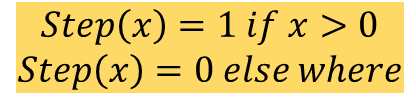 Step(x) = 1 if x > 0
Step(x) = 0 else where